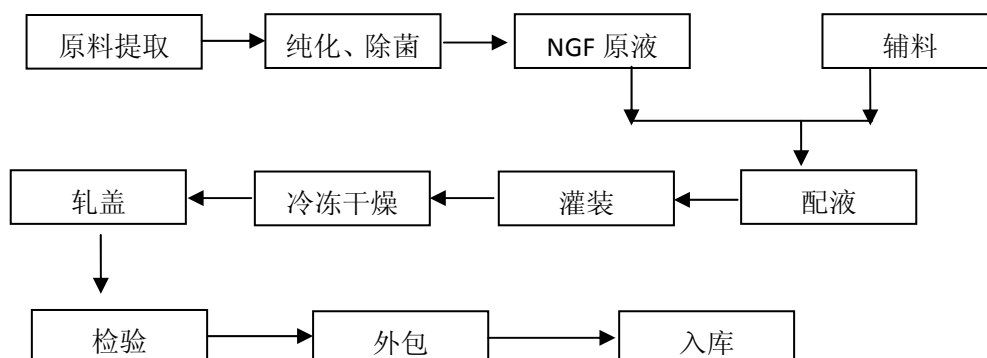 原料提取
纯化、除菌
NGF 原液
辅料
轧盖
冷冻干燥
灌装
配液
检验
外包
入库